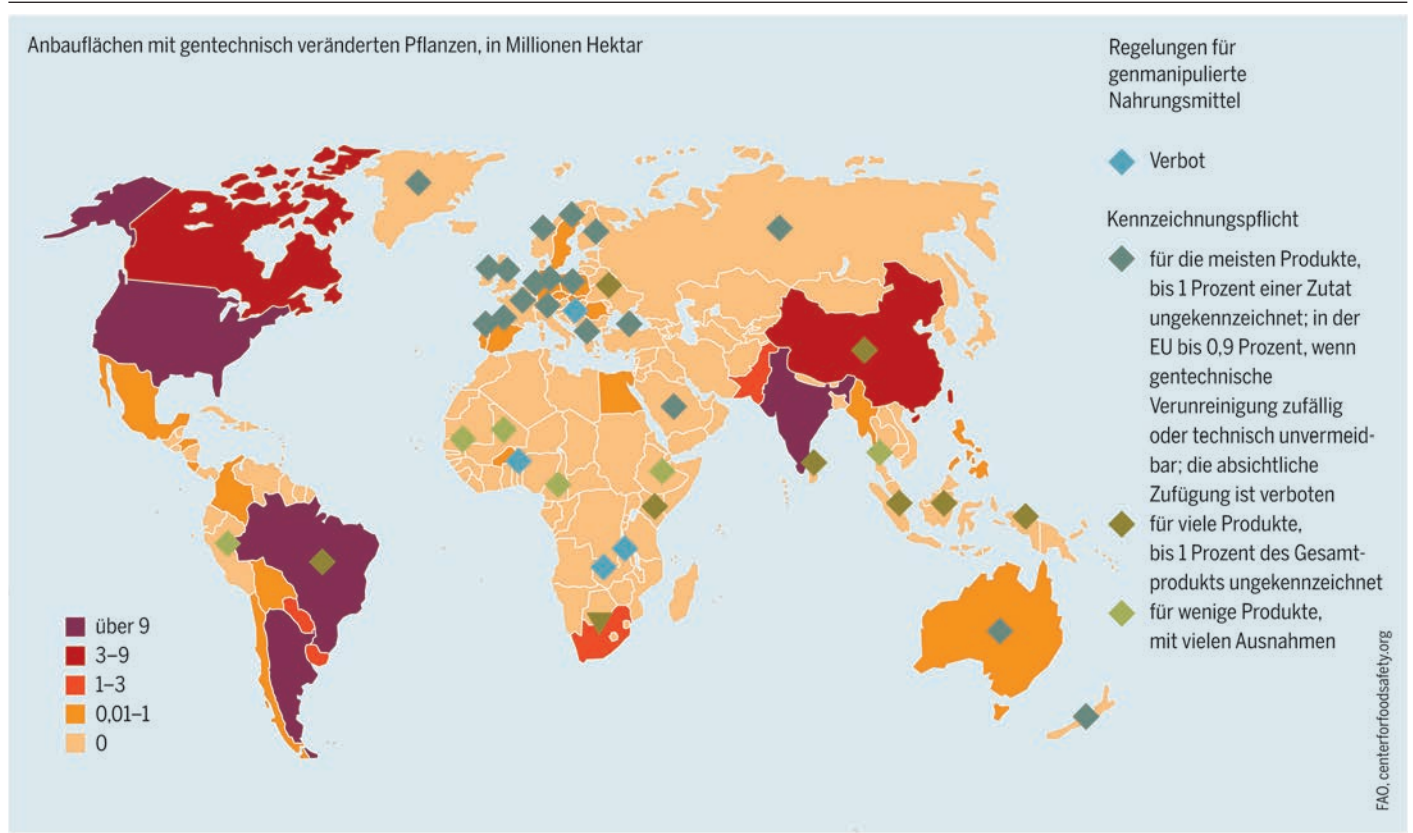 Anbauflächen mit gentechnisch veränderten Pflanzen, in Millionen Hektar
Regelungen für
genmanipulierte
Nahrungsmittel
Verbot
Kennzeichnungspflicht
für die meisten Produkte,
bis 1 Prozent einer Zutat
ungekennzeichnet; in der
EU bis 0,9 Prozent, wenn
gentechnische
Verunreinigung zufällig
oder technisch unvermeid-
bar; die absichtliche
Zufügung ist verboten
für viele Produkte,
bis 1 Prozent des Gesamt-
produkts ungekennzeichnet
für wenige Produkte,
mit vielen Ausnahmen
über 9
3–9
1–3
0,01–1
0
FAO, centerforfoodsafety.org